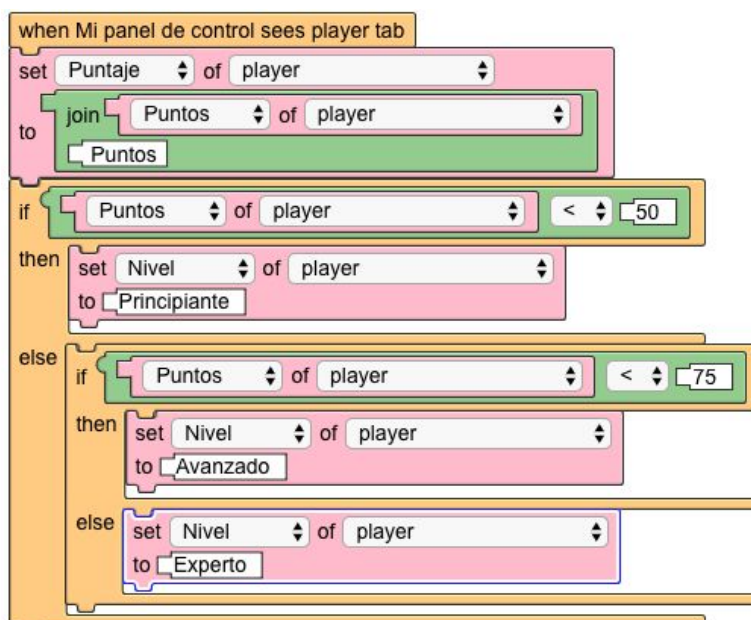 when Mi panel de control sees player tab
set Puntaje of player
to join Puntos of player
Puntos
if Puntos of player < 50
then set Nivel of player
to Principiante
else if Puntos of player < 75
then set Nivel of player
to Avanzado
else set Nivel of player
to Experto